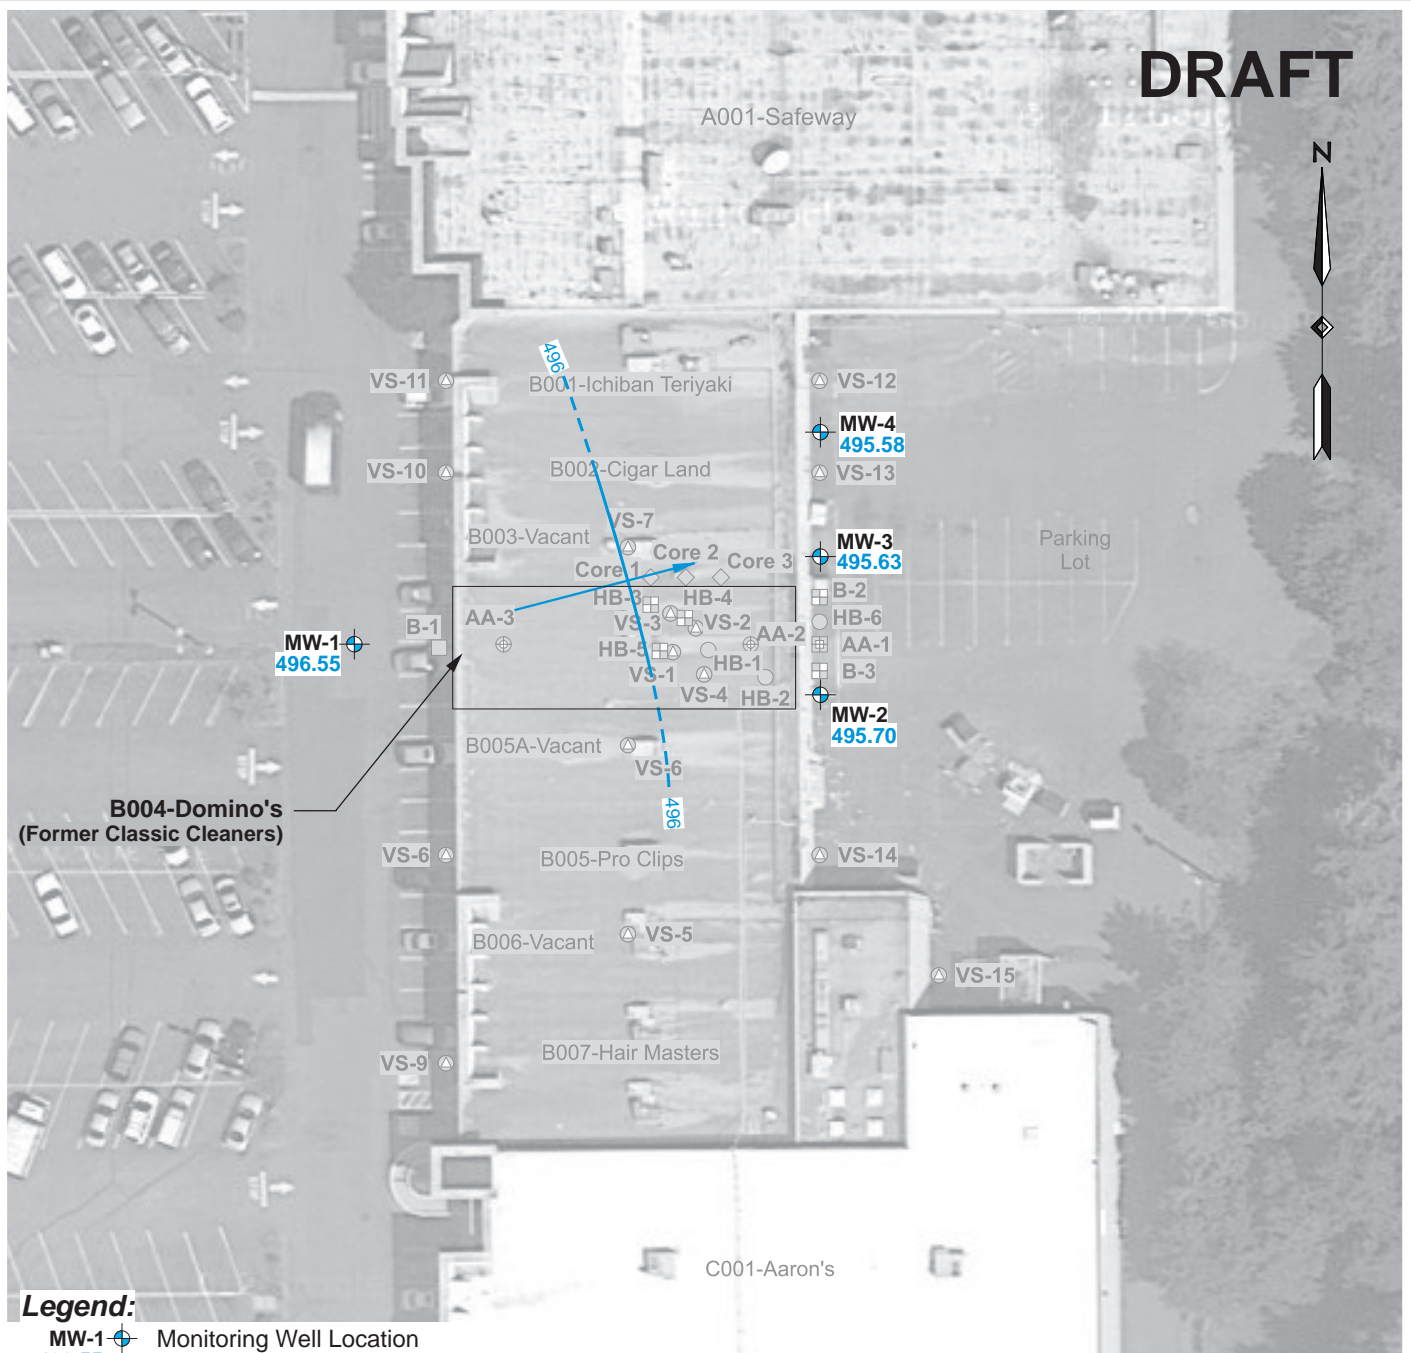 DRAFT
A001-Safeway
N
496
VS-11
B001-Ichiban Teriyaki
VS-12
MW-4
495.58
VS-10
B002-Cigar Land
VS-13
VS-7
B003-Vacant
Core 1
Core 2
Core 3
MW-3
495.63
Parking
Lot
HB-3
HB-4
B-2
AA-3
VS-3
VS-2
HB-6
B-1
AA-2
MW-1
496.55
HB-5
HB-1
AA-1
VS-1
VS-4
HB-2
B-3
MW-2
495.70
B005A-Vacant
VS-6
496
B004-Domino's
(Former Classic Cleaners)
VS-6
B005-Pro Clips
VS-14
B006-Vacant
VS-5
VS-15
VS-9
B007-Hair Masters
C001-Aaron's
Legend:
MW-1
Monitoring Well Location